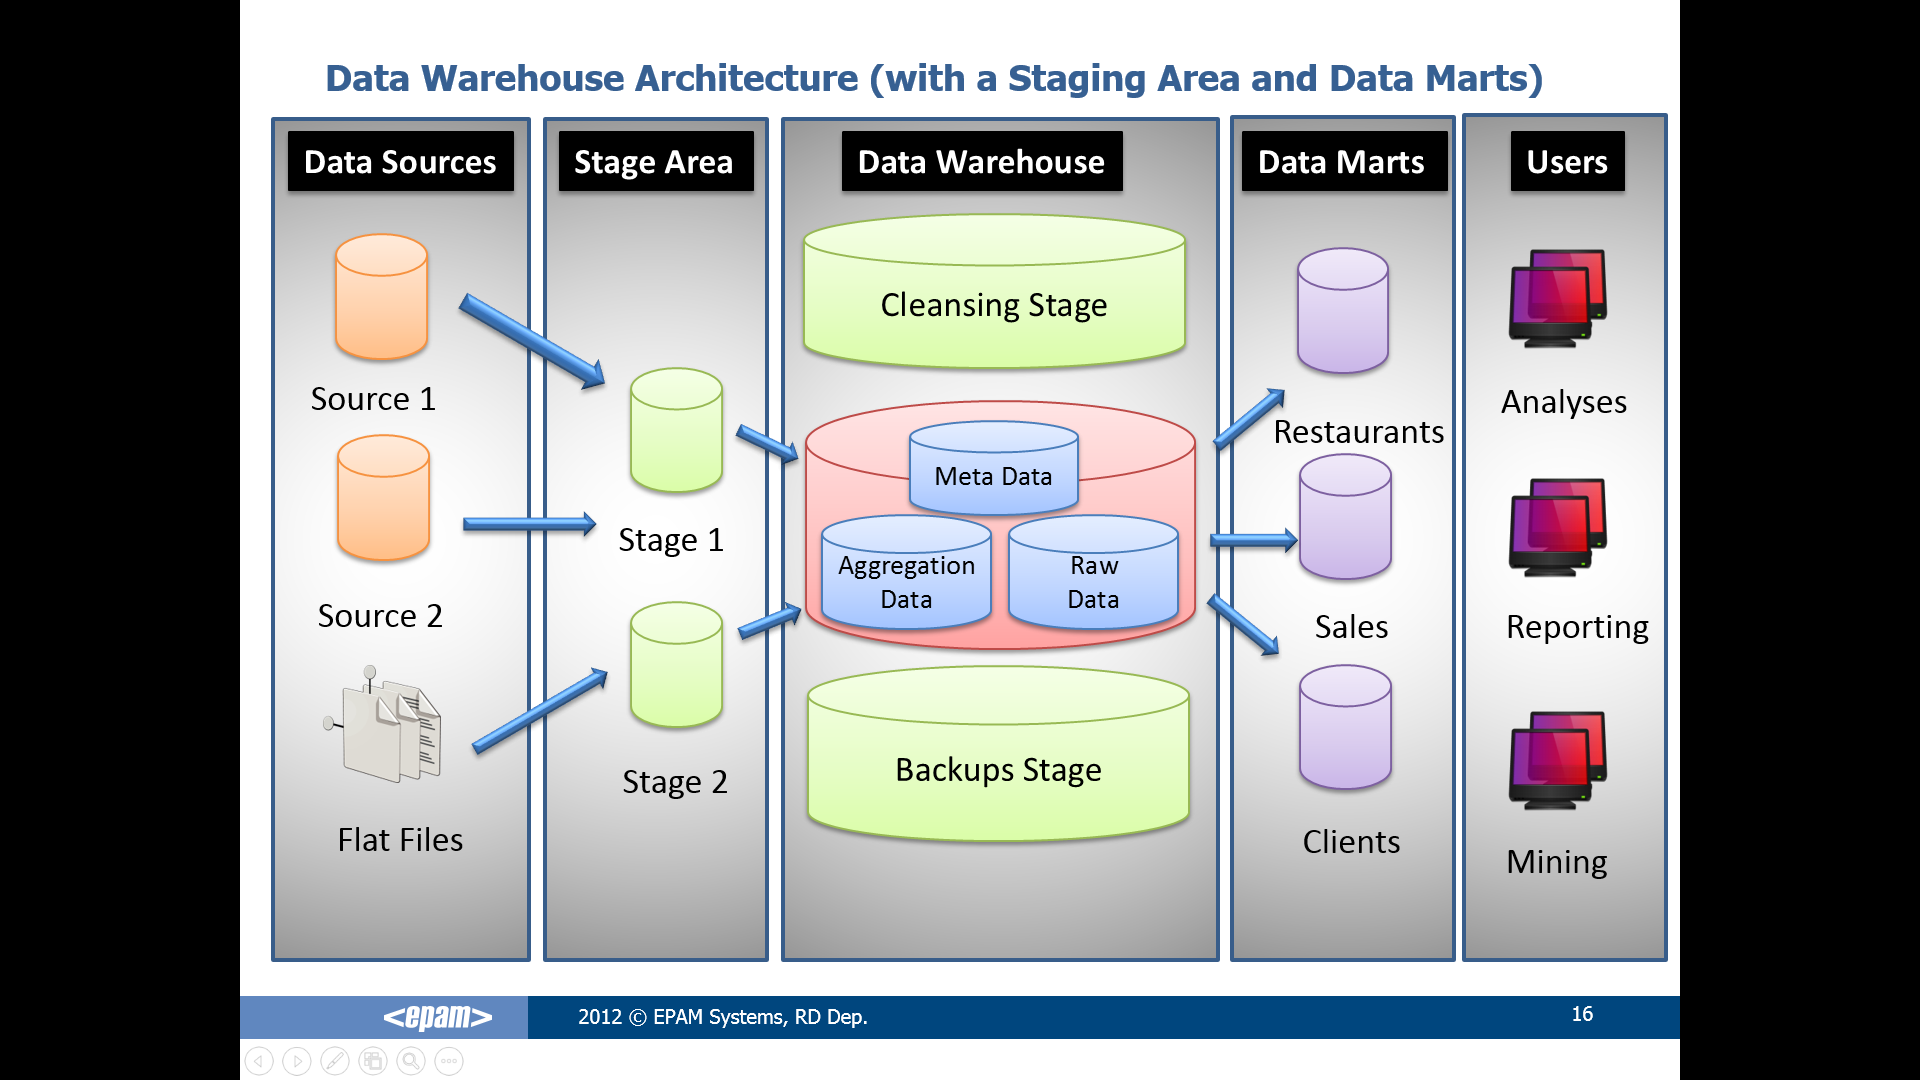 Data Warehouse Architecture (with a Staging Area and Data Marts)
Data Sources
Source 1
Source 2
Flat Files
Stage Area
Stage 1
Stage 2
Data Warehouse
Cleansing Stage
Meta Data
Aggregation
Data
Raw
Data
Backups Stage
Data Marts
Restaurants
Sales
Clients
Users
Analyses
Reporting
Mining
<epam>
2012 © EPAM Systems, RD Dep.
16